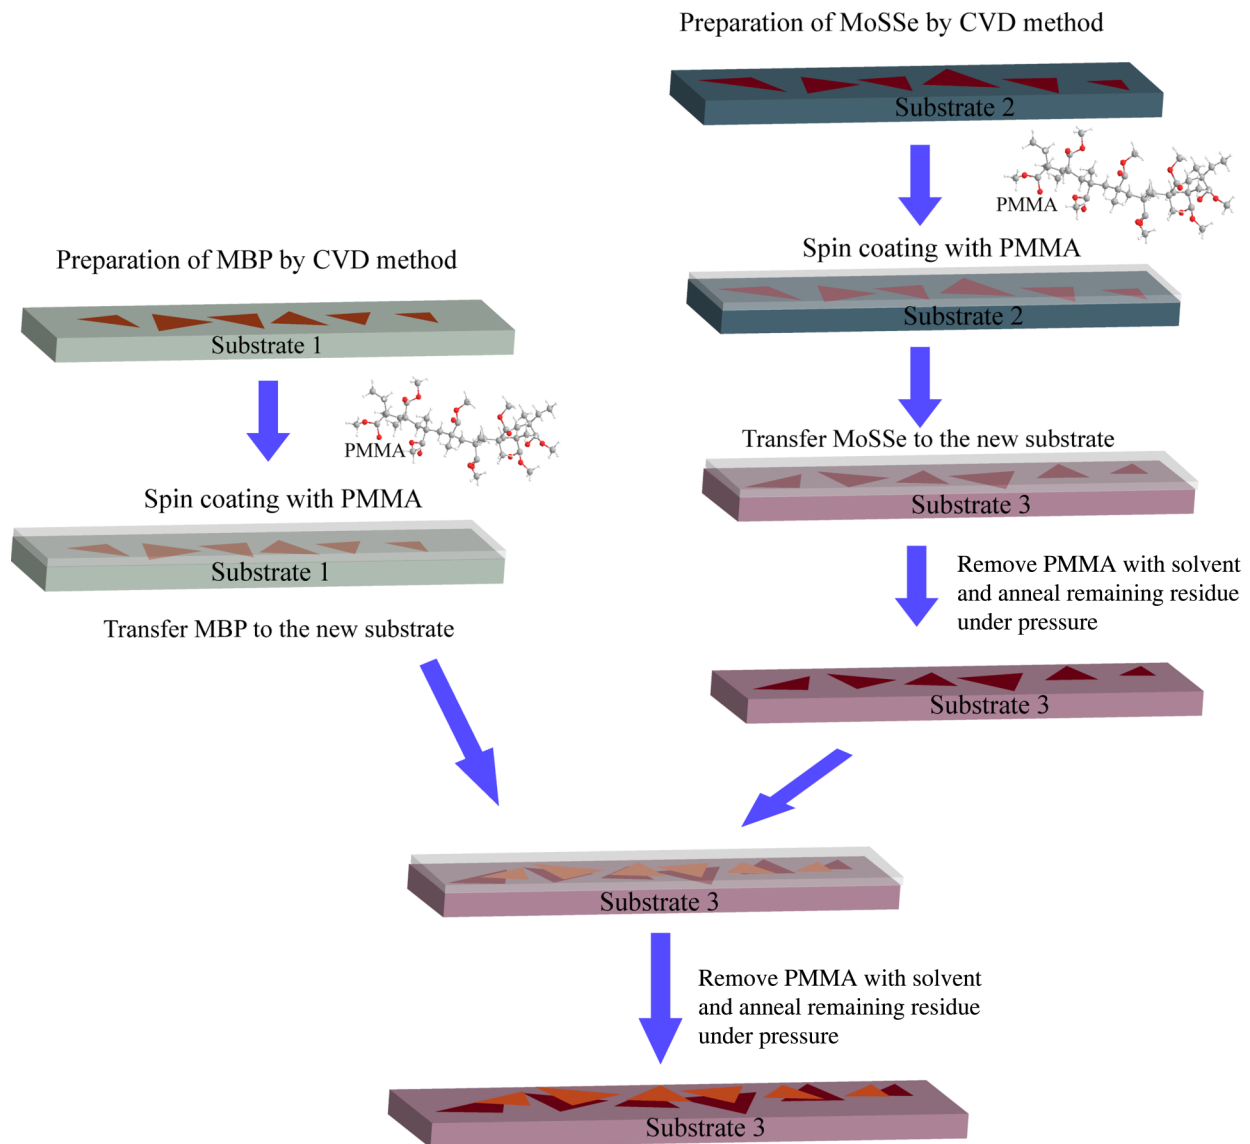 Preparation of MoSSe by CVD method
Substrate 2
PMMA
Spin coating with PMMA
Substrate 2
Transfer MoSSe to the new substrate
Substrate 3
Remove PMMA with solvent
and anneal remaining residue
under pressure
Substrate 3
Preparation of MBP by CVD method
Substrate 1
PMMA
Spin coating with PMMA
Substrate 1
Transfer MBP to the new substrate
Substrate 3
Remove PMMA with solvent
and anneal remaining residue
under pressure
Substrate 3